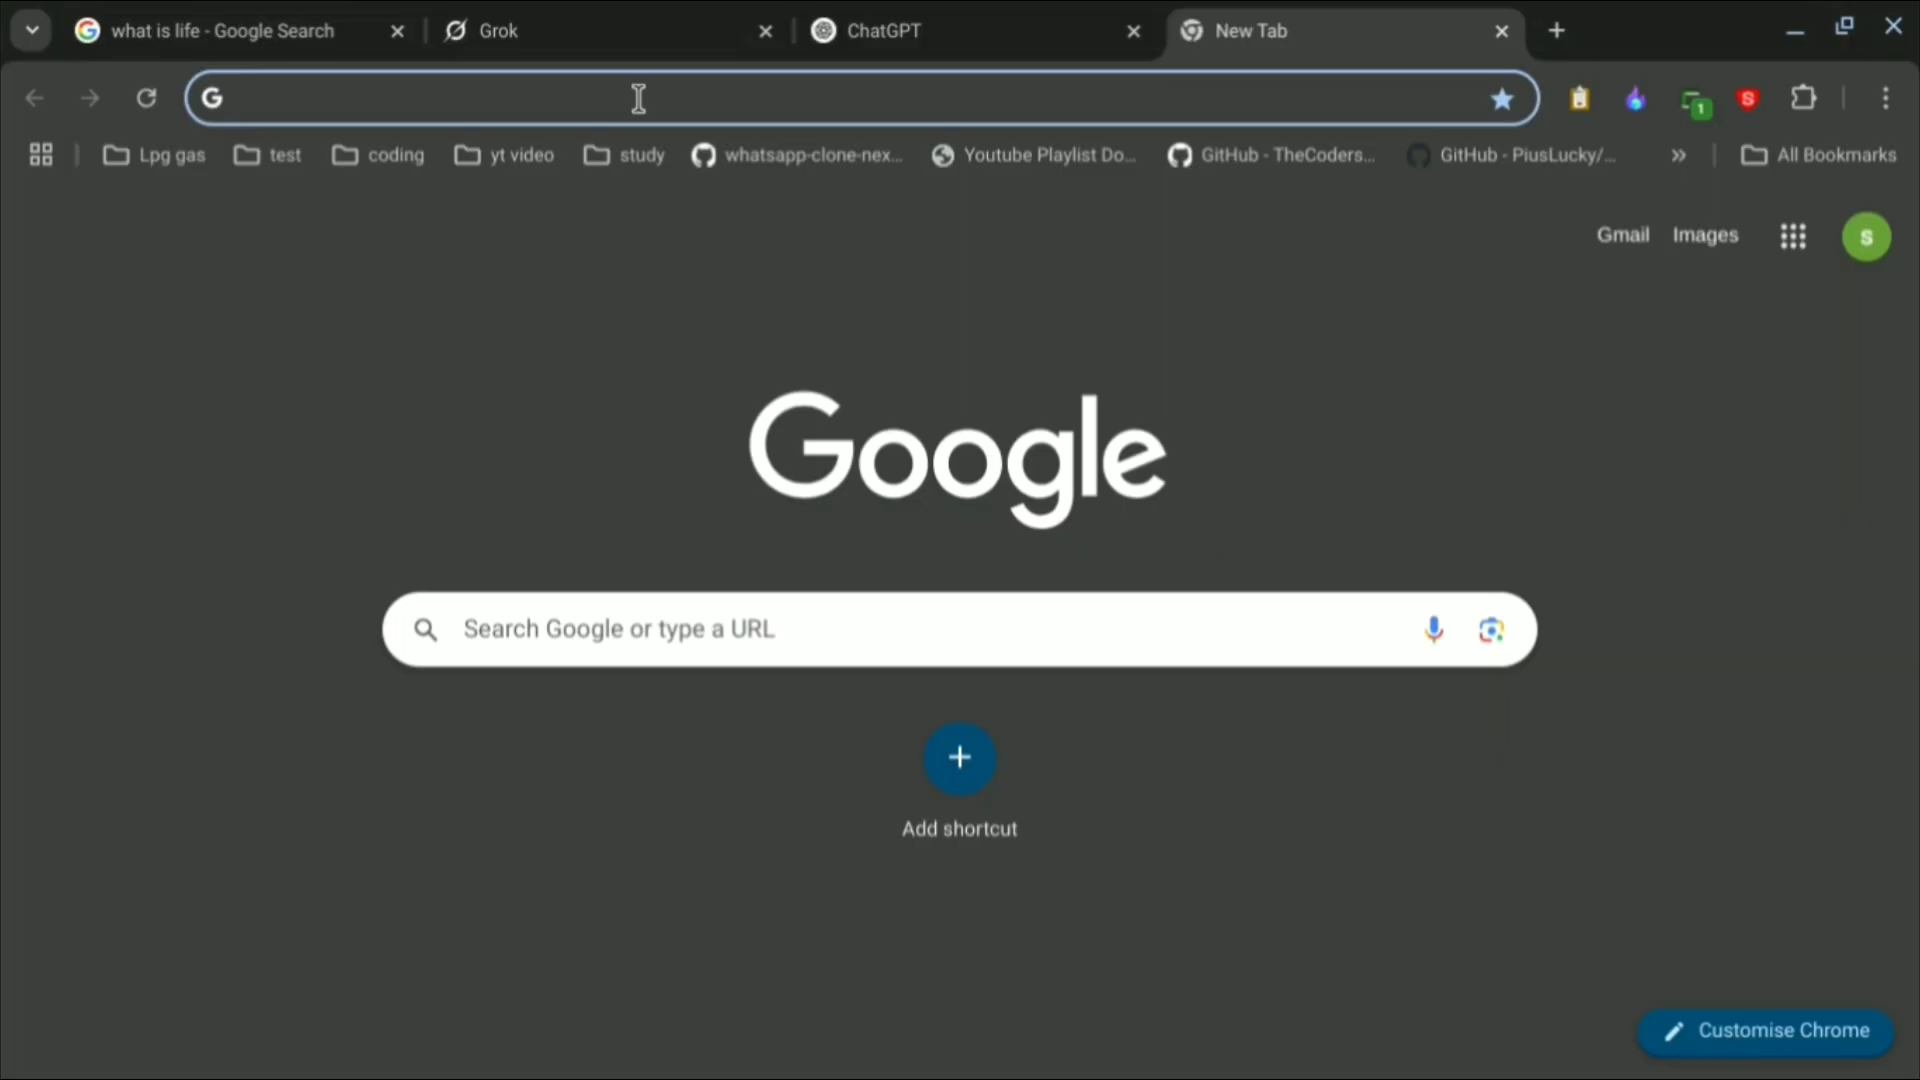 what is life - Google Search
Grok
ChatGPT
New Tab
G
1
S
Lpg gas
test
coding
yt video
study
whatsapp-clone-nex...
Youtube Playlist Do...
GitHub - TheCoders...
GitHub - PiusLucky/...
All Bookmarks
Gmail
Images
S
Google
Search Google or type a URL
Add shortcut
Customise Chrome